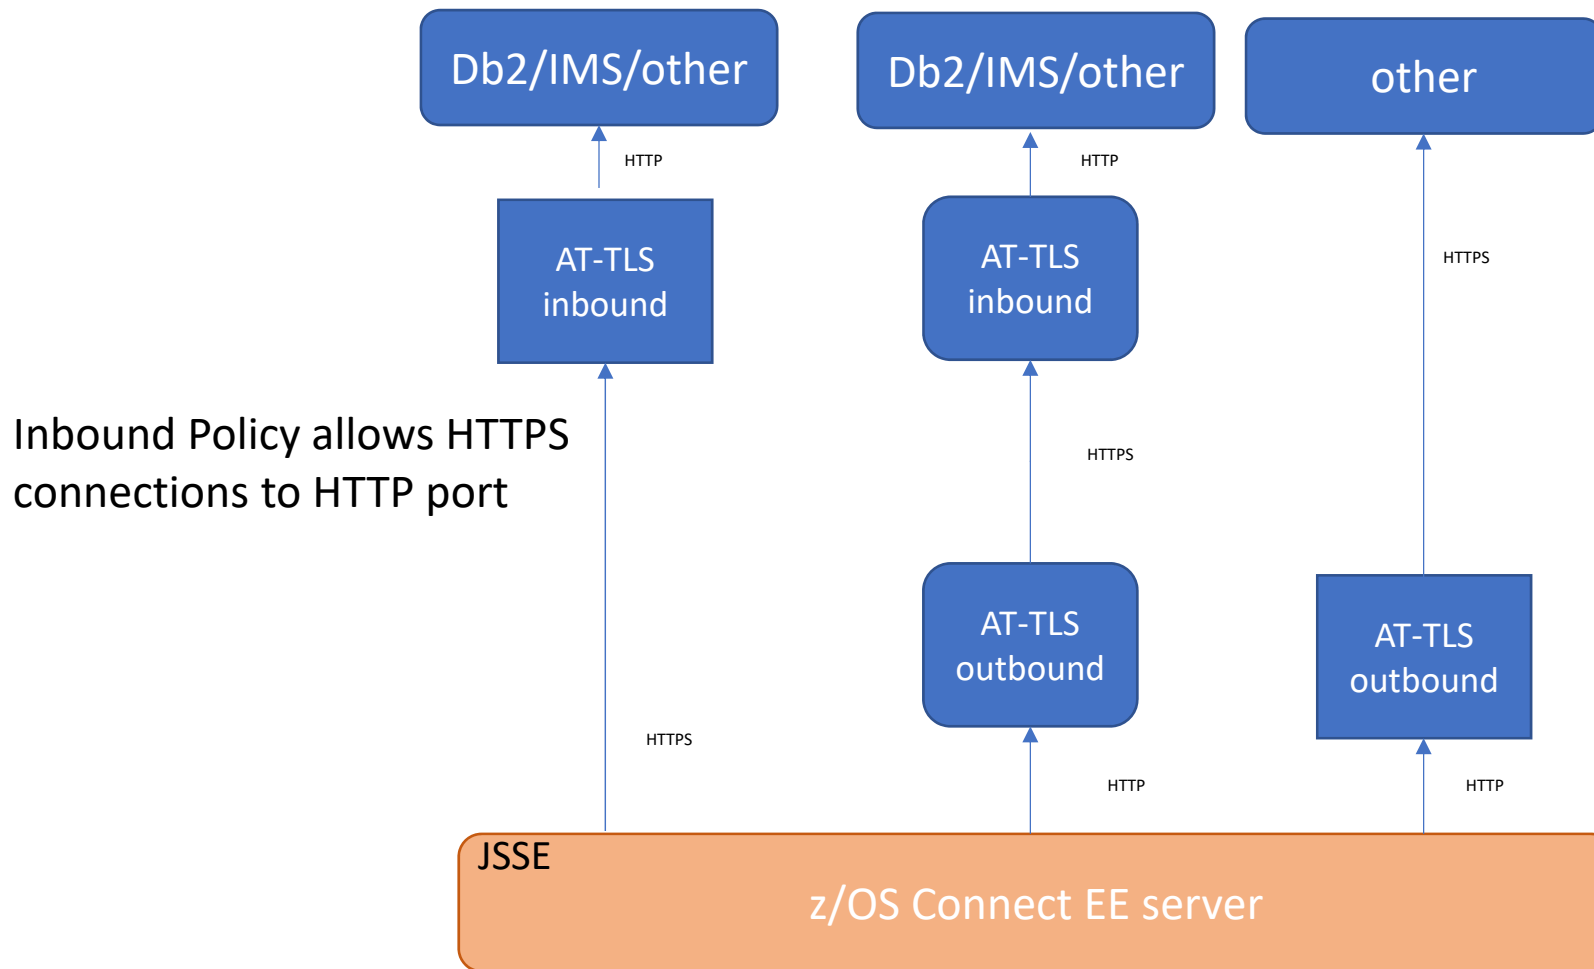 Db2/IMS/other
Db2/IMS/other
other
HTTP
HTTP
AT-TLS
inbound
AT-TLS
inbound
HTTPS
Inbound Policy allows HTTPS
connections to HTTP port
HTTPS
AT-TLS
outbound
AT-TLS
outbound
HTTPS
HTTP
HTTP
JSSE
z/OS Connect EE server